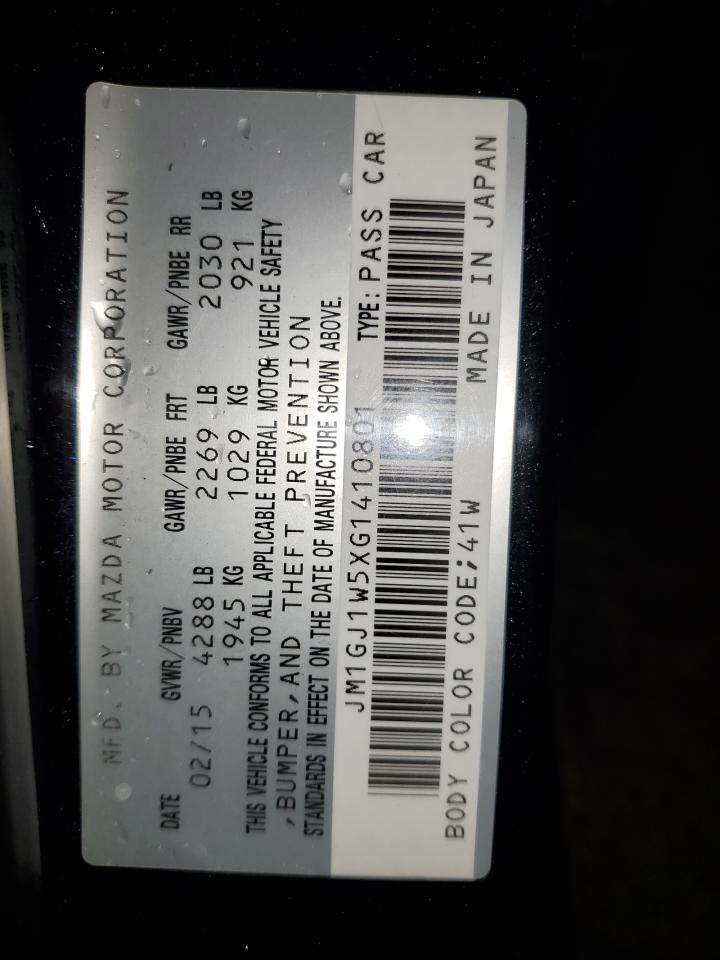 MFD. BY MAZDA MOTOR CORPORATION
DATE GVWR/PNBV GAWR/PNBE FRT GAWR/PNBE RR
02/15 4288 LB 2269 LB 2030 LB
1945 KG 1029 KG 921 KG
THIS VEHICLE CONFORMS TO ALL APPLICABLE FEDERAL MOTOR VEHICLE SAFETY
,BUMPER,AND THEFT PREVENTION
STANDARDS IN EFFECT ON THE DATE OF MANUFACTURE SHOWN ABOVE.
JM1GJ1W5XG1410801 TYPE: PASS CAR
BODY COLOR CODE;41W MADE IN JAPAN